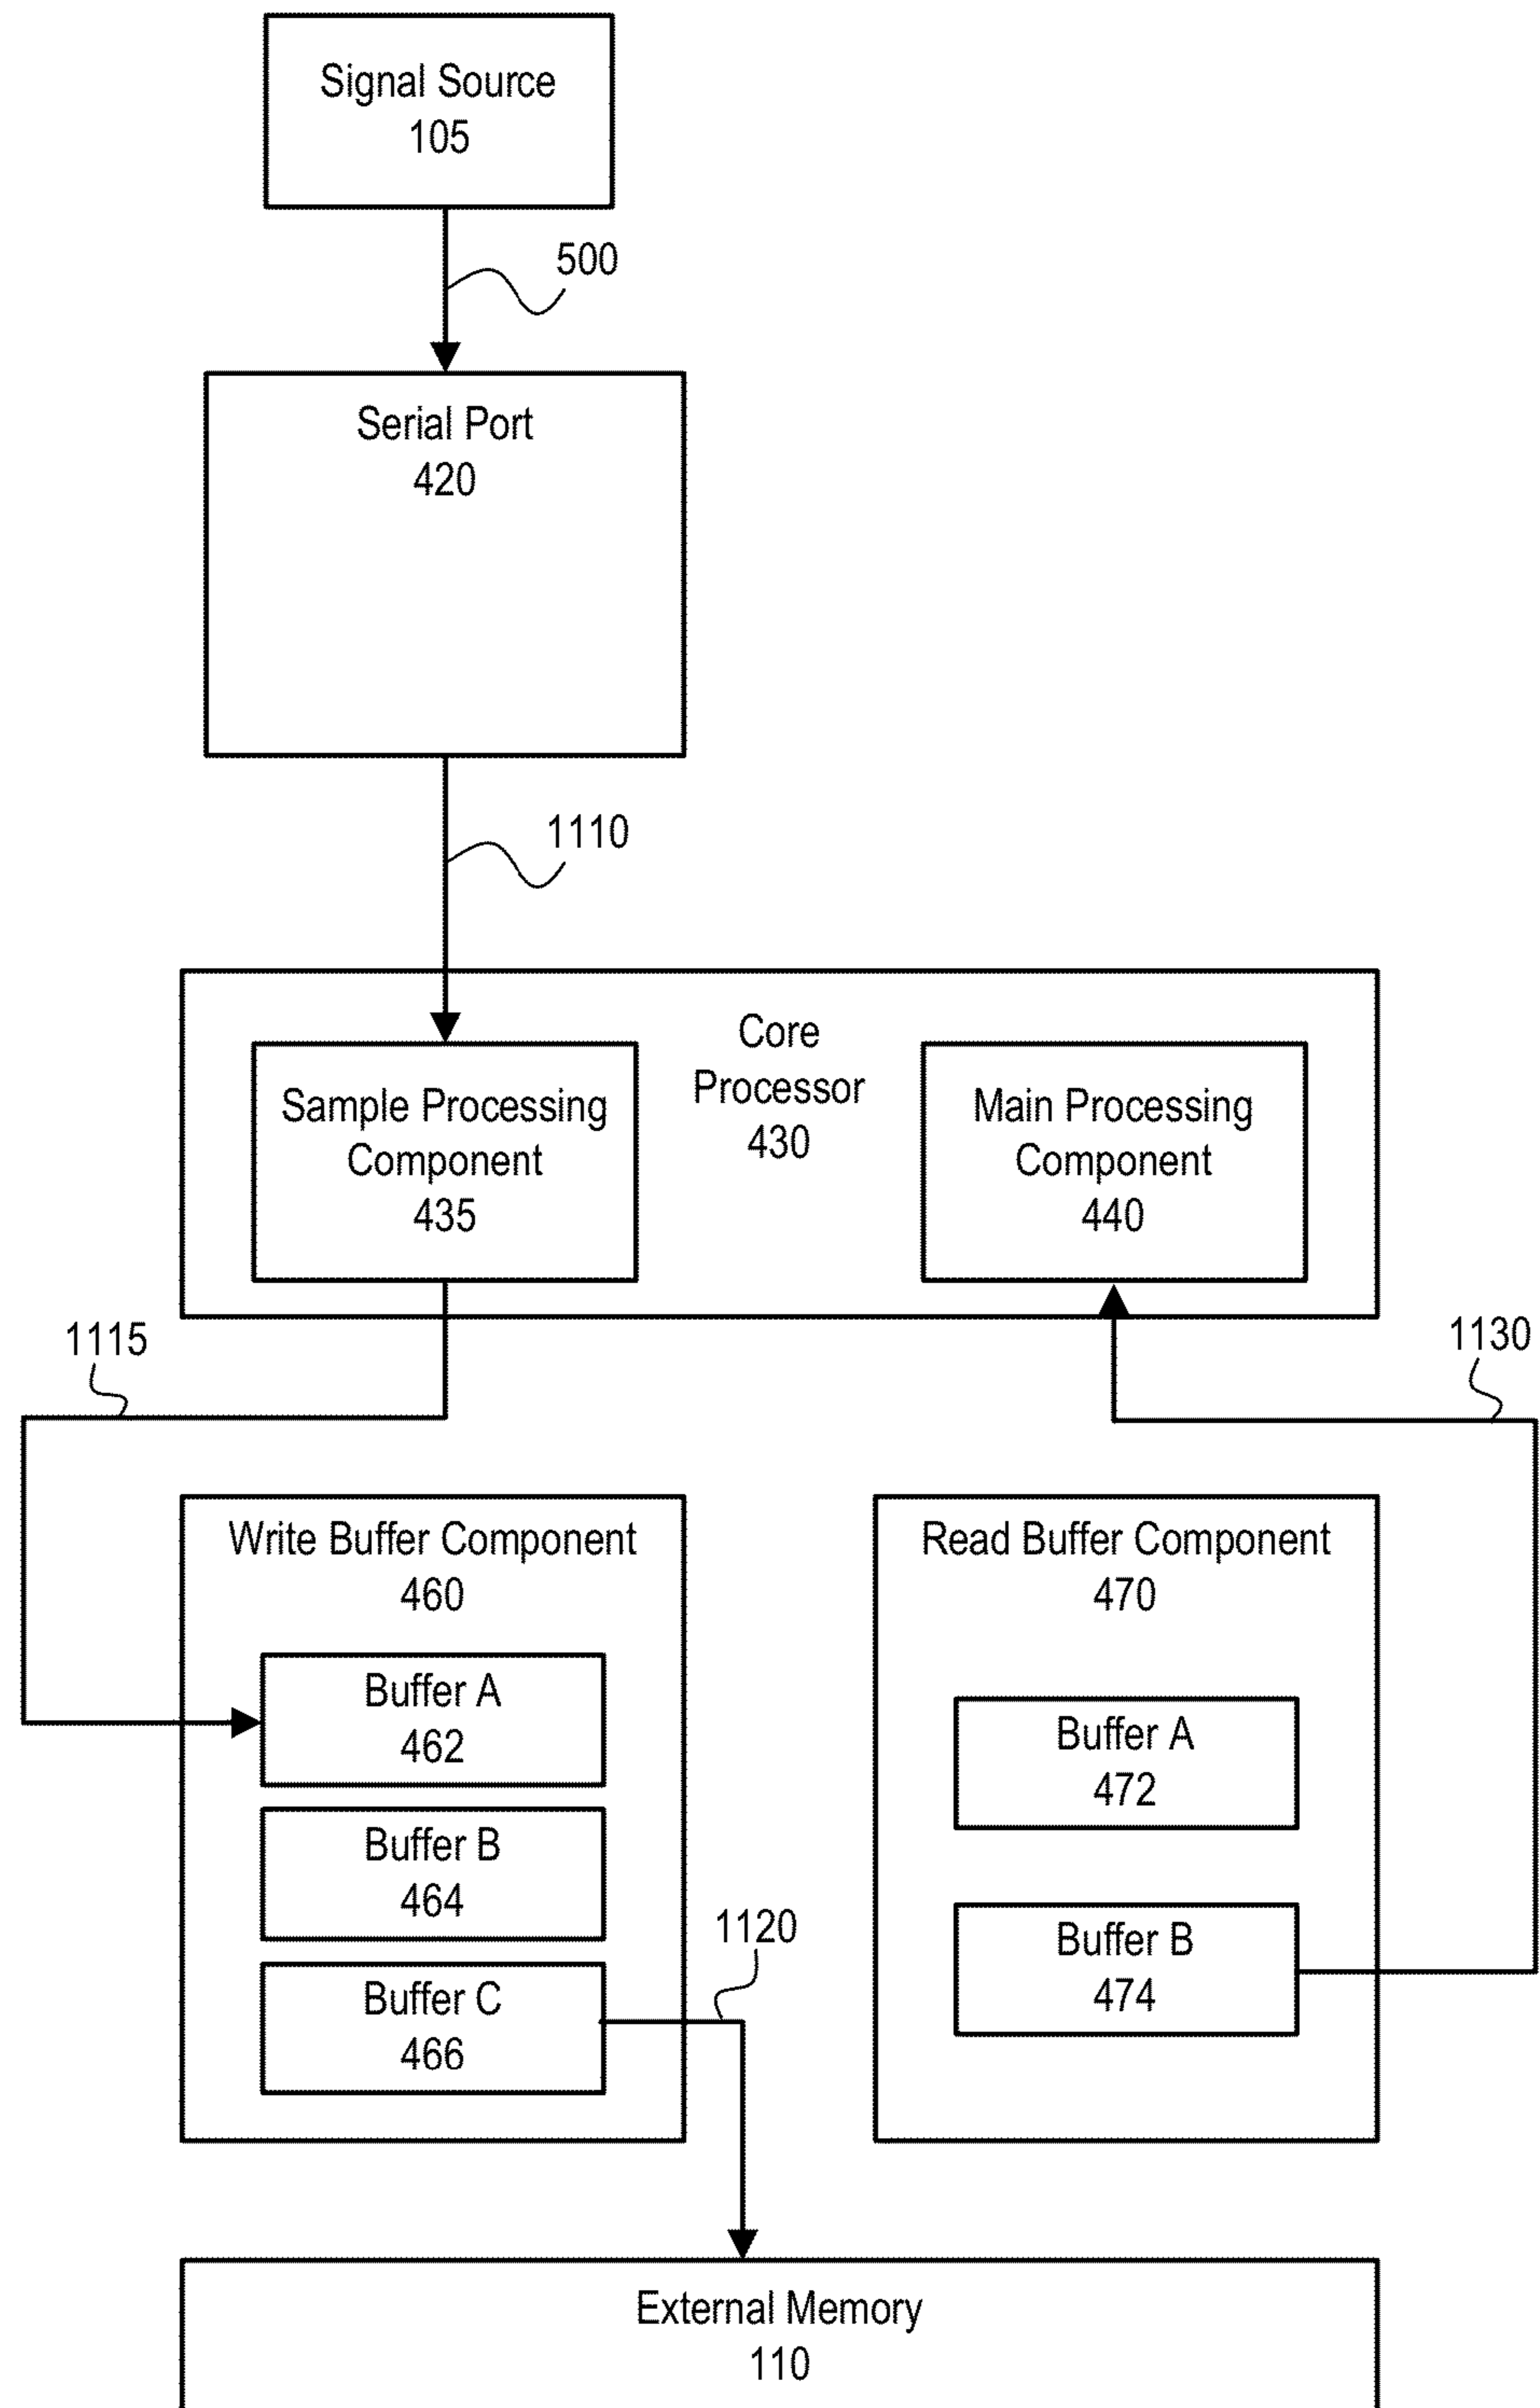 Signal Source
105
500
Serial Port
420
1110
Core
Processor
430
Sample Processing
Component
435
Main Processing
Component
440
1115
1130
Write Buffer Component
460
Buffer A
462
Buffer B
464
Buffer C
466
1120
Read Buffer Component
470
Buffer A
472
Buffer B
474
External Memory
110